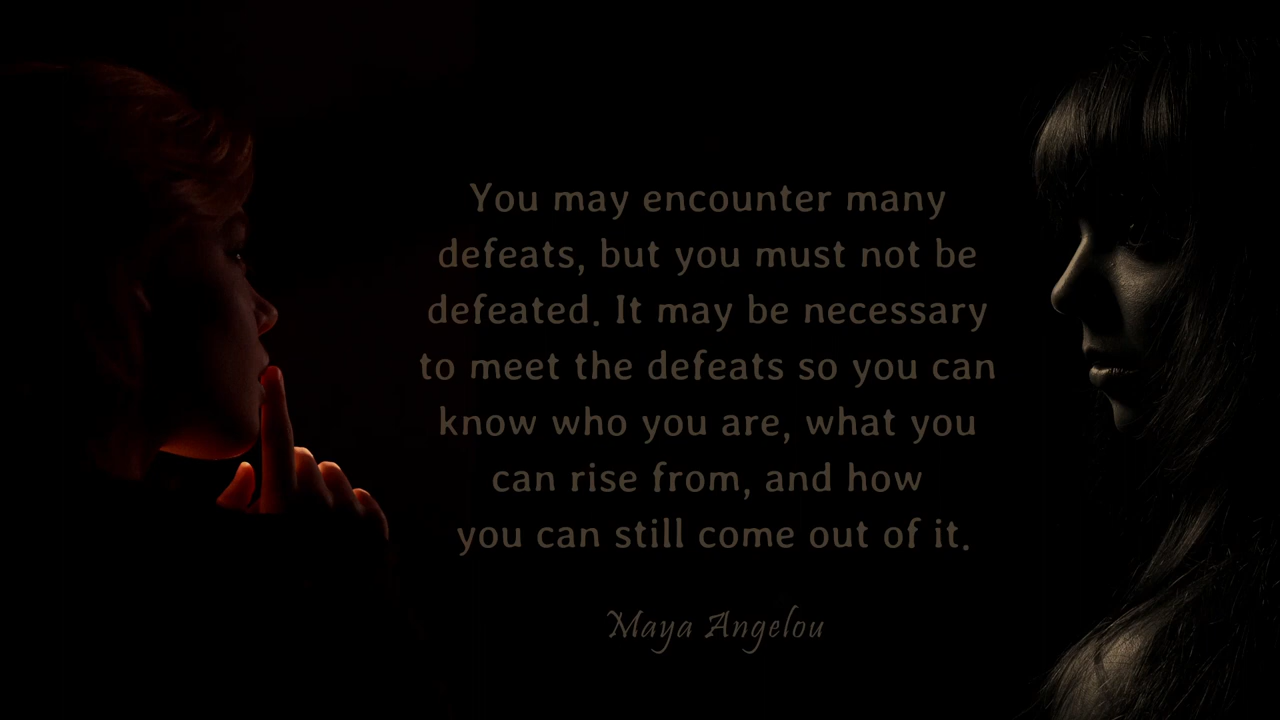 You may encounter many
defeats, but you must not be
defeated. It may be necessary
to meet the defeats so you can
know who you are, what you
can rise from, and how
you can still come out of it.
Maya Angelou